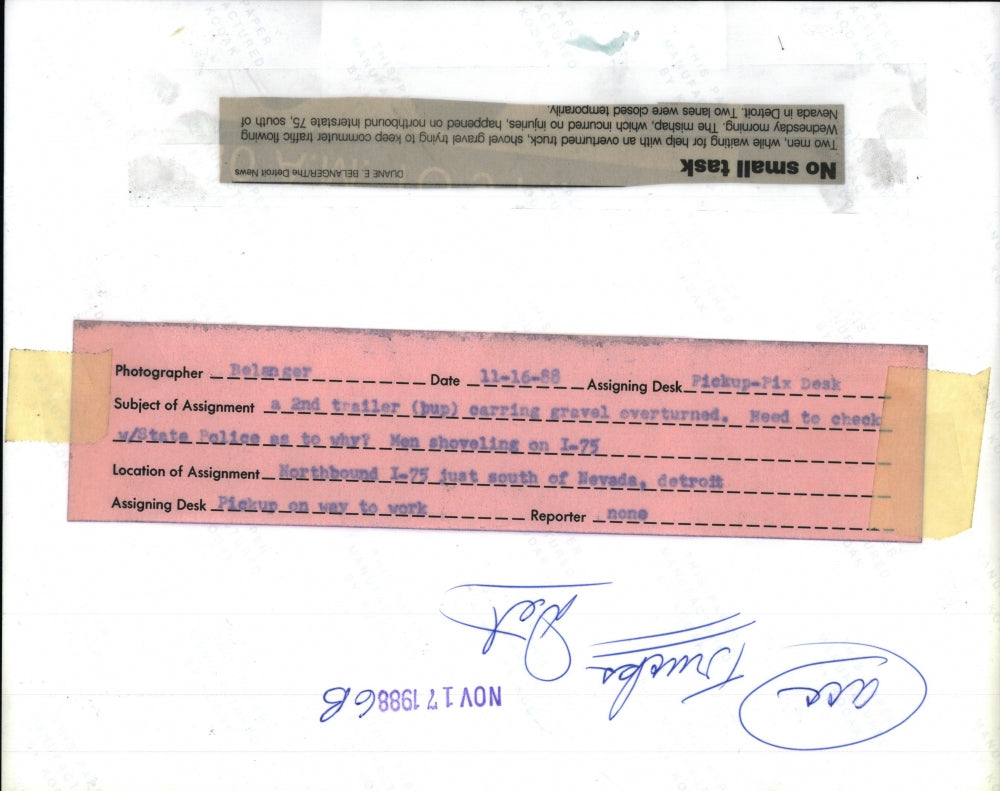 No small task
DUANE E. BELANGER/The Detroit News
Two men, while waiting for help with an overturned truck, shovel gravel trying to keep commuter traffic flowing
Wednesday morning. The mishap, which incurred no injuries, happened on northbound Interstate 75, south of
Nevada in Detroit. Two lanes were closed temporarily.
Photographer Belanger Date 11-16-88 Assigning Desk Pickup-Pix Desk
Subject of Assignment a 2nd trailer (pup) carring gravel overturned. Need to check
w/State Police as to why? Men shoveling on I-75
Location of Assignment Northbound I-75 just south of Nevada, detroit
Assigning Desk Pickup on way to work Reporter none
acc
Trucks
Det
NOV 17 1988 6B